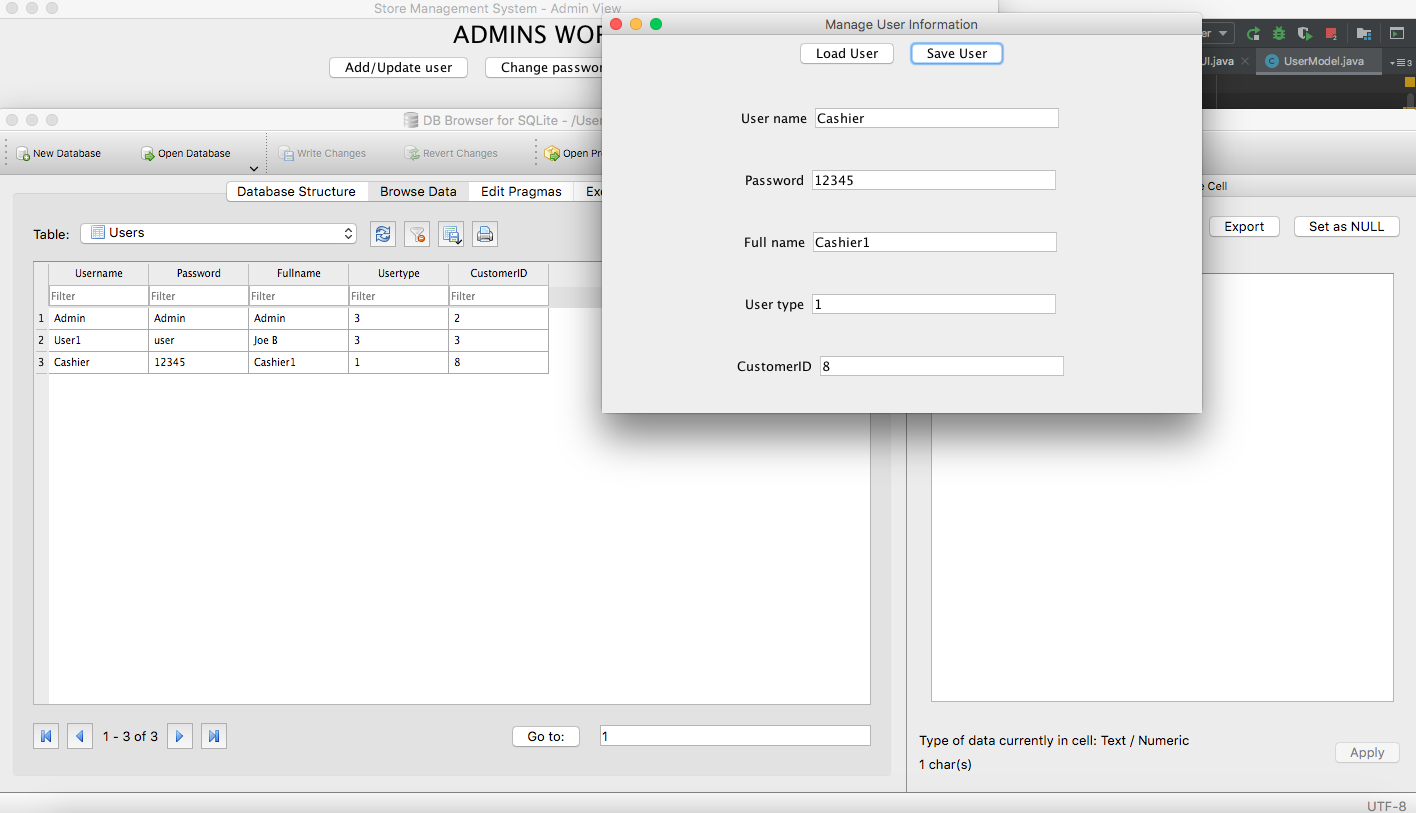 Store Management System - Admin View
ADMINS WOR
Add/Update user
Change passwor
Manage User Information
Load User
Save User
User name Cashier
Password 12345
Full name Cashier1
User type 1
CustomerID 8
er
UI.java
UserModel.java
3
DB Browser for SQLite - /User
New Database
Open Database
Write Changes
Revert Changes
Open Pr
Database Structure
Browse Data
Edit Pragmas
Exe
Cell
Table: Users
Export
Set as NULL
Username Password Fullname Usertype CustomerID
Filter Filter Filter Filter Filter
1 Admin Admin Admin 3 2
2 User1 user Joe B 3 3
3 Cashier 12345 Cashier1 1 8
1 - 3 of 3
Go to: 1
Type of data currently in cell: Text / Numeric
1 char(s)
Apply
UTF-8